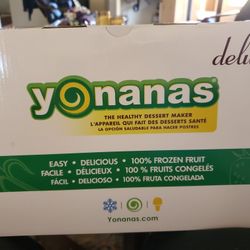 yonanas
THE HEALTHY DESSERT MAKER
L'APPAREIL QUI FAIT DES DESSERTS SANTÉ
LA OPCIÓN SALUDABLE PARA HACER POSTRES
EASY • DELICIOUS • 100% FROZEN FRUIT
FACILE • DÉLICIEUX • 100 % FRUITS CONGELÉS
FÁCIL • DELICIOSO • 100% FRUTA CONGELADA
Yonanas.com